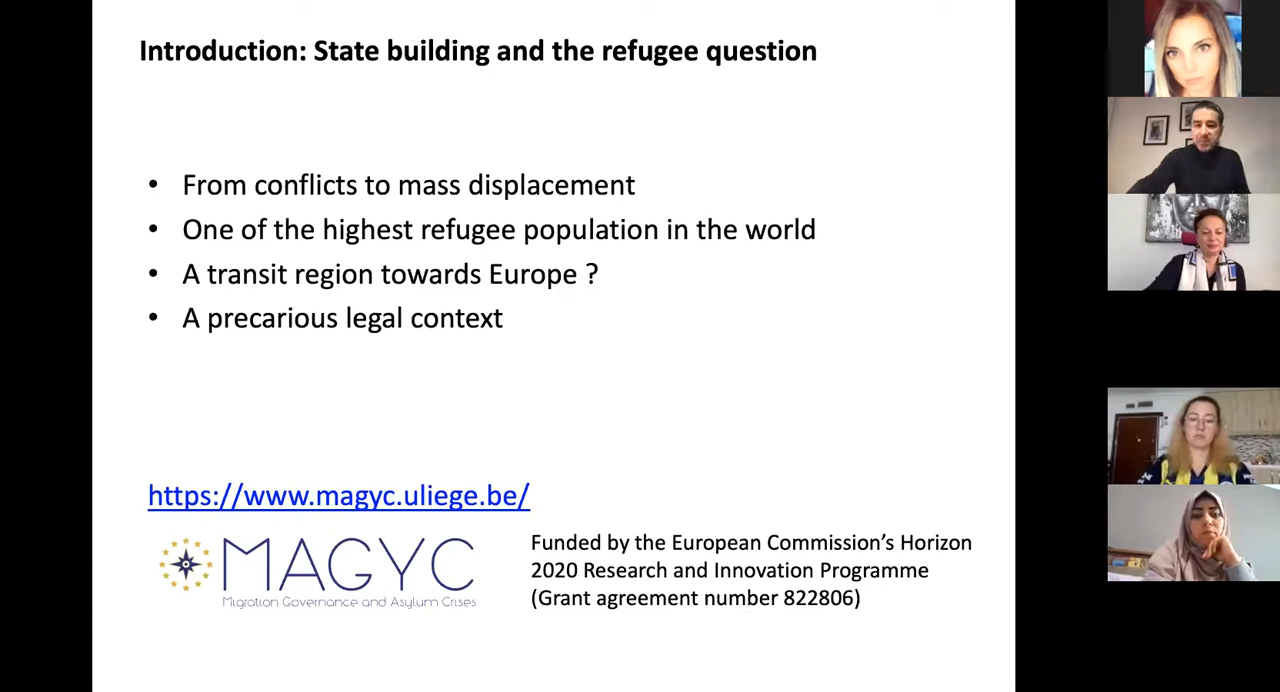 Introduction: State building and the refugee question
• From conflicts to mass displacement
• One of the highest refugee population in the world
• A transit region towards Europe ?
• A precarious legal context
https://www.magyc.uliege.be/
MAGYC
Migration Governance and Asylum Crises
Funded by the European Commission’s Horizon
2020 Research and Innovation Programme
(Grant agreement number 822806)